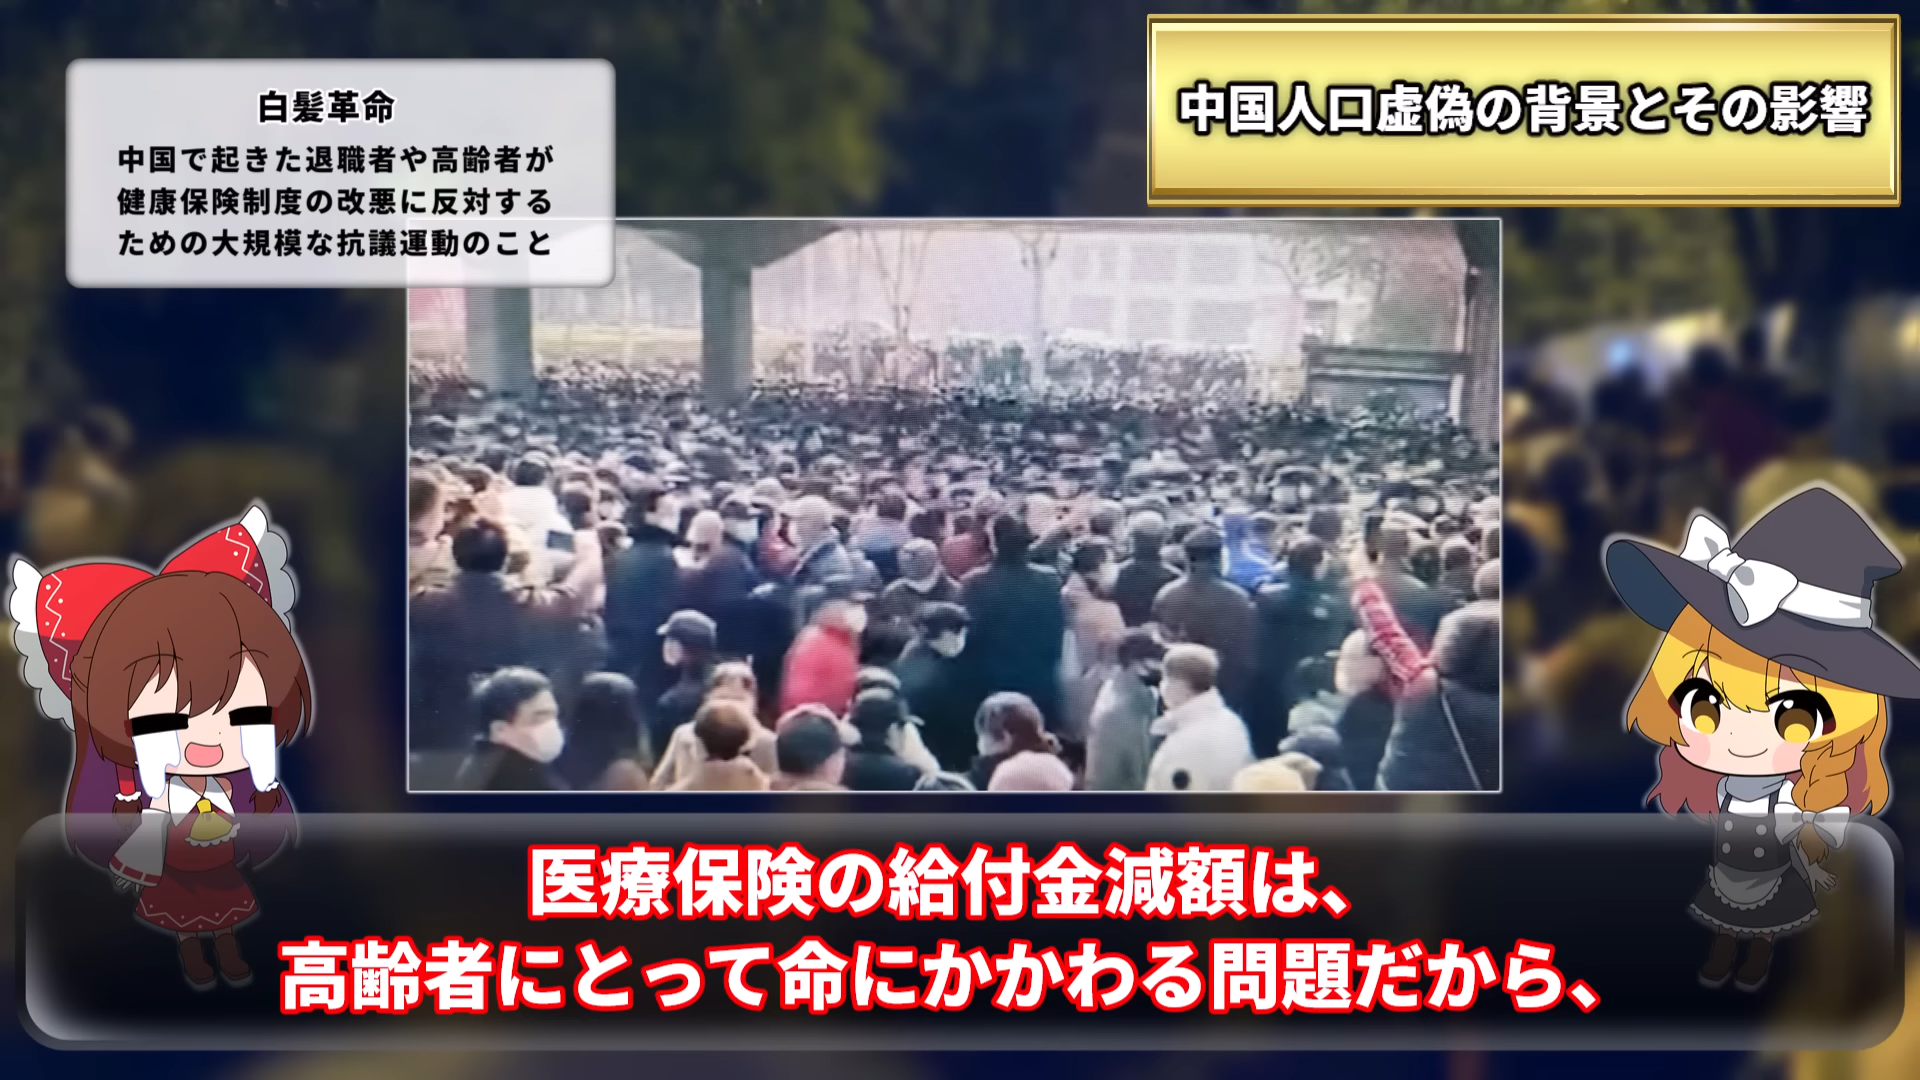 白髪革命
中国で起きた退職者や高齢者が
健康保険制度の改悪に反対する
ための大規模な抗議運動のこと
中国人口虚偽の背景とその影響
医療保険の給付金減額は、
高齢者にとって命にかかわる問題だから、